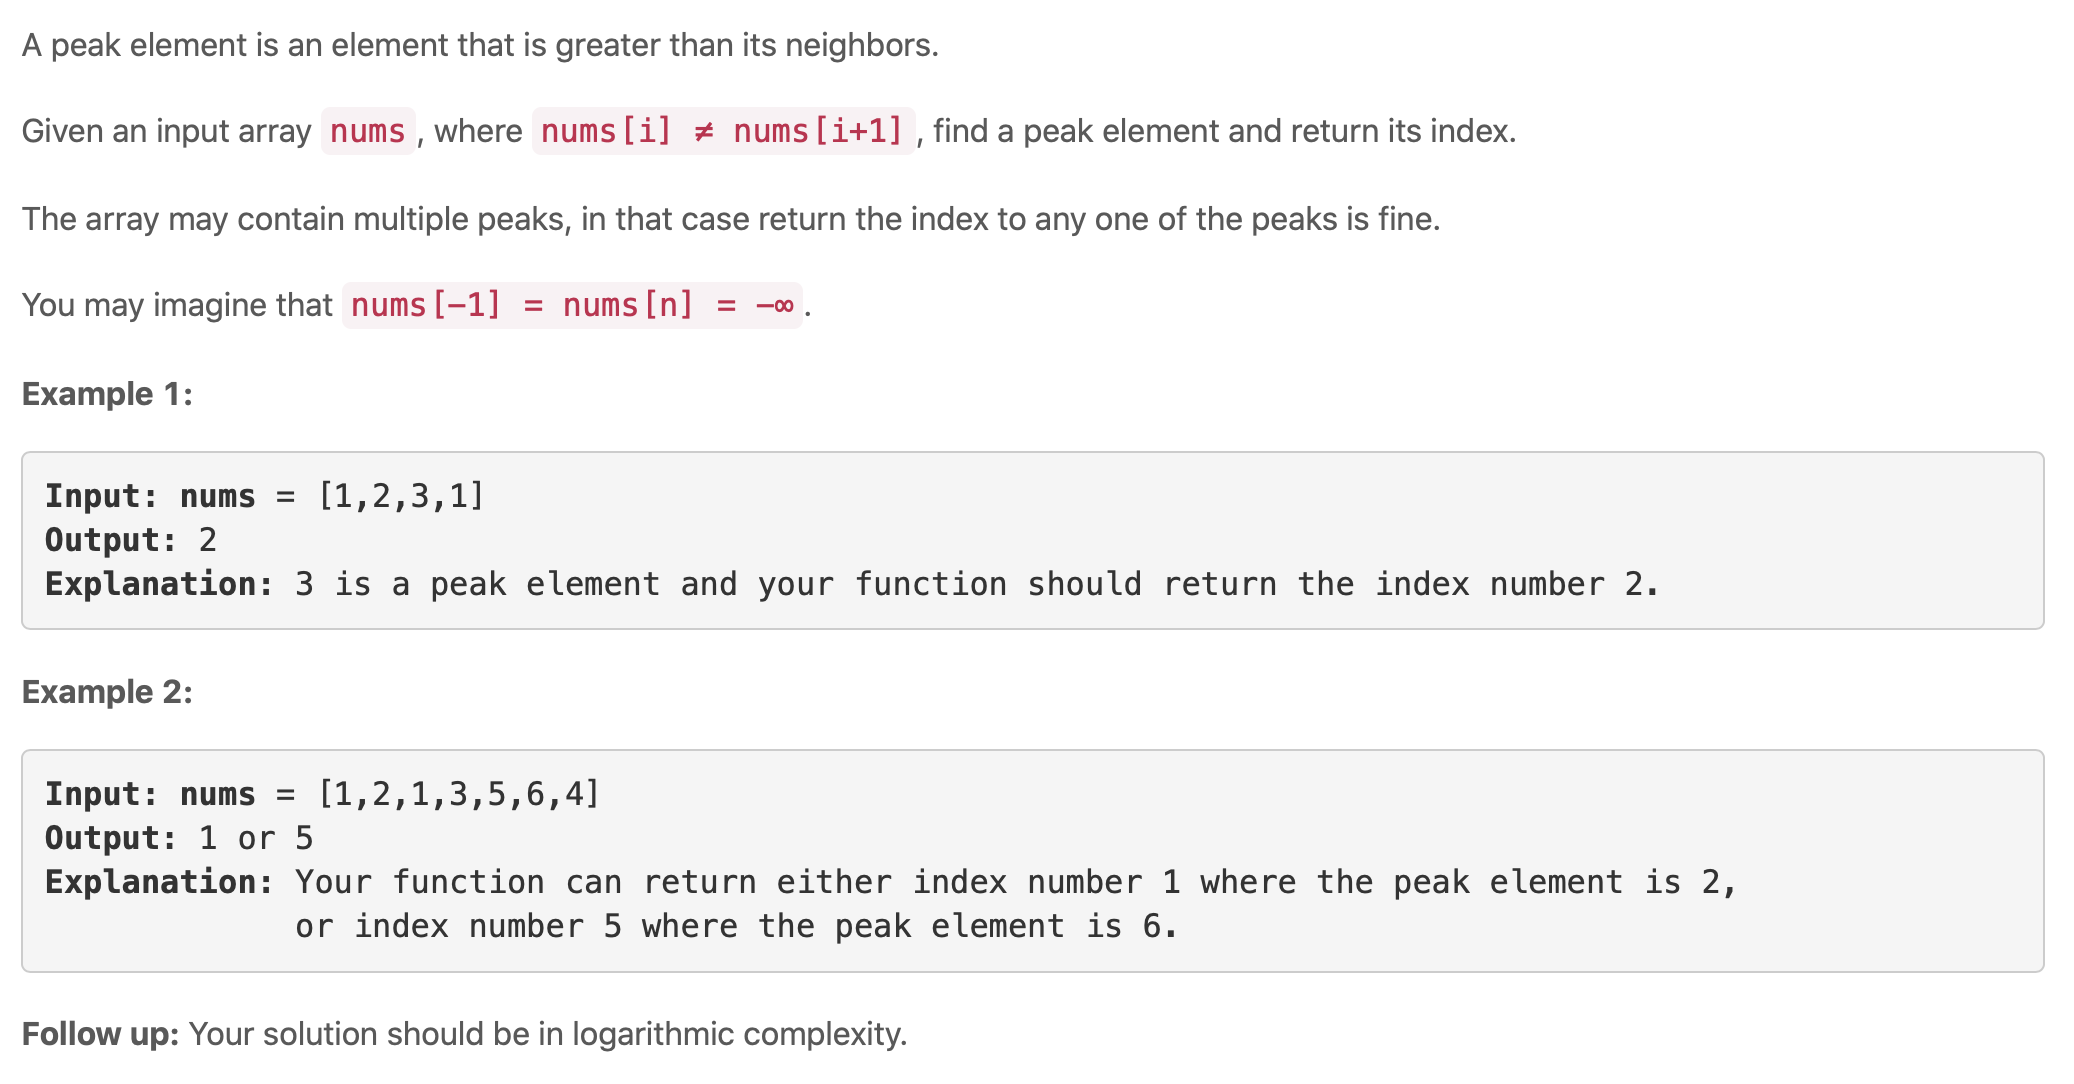 A peak element is an element that is greater than its neighbors.
Given an input array nums, where nums[i] ≠ nums[i+1], find a peak element and return its index.
The array may contain multiple peaks, in that case return the index to any one of the peaks is fine.
You may imagine that nums[-1] = nums[n] = -∞.
Example 1:
Input: nums = [1,2,3,1]
Output: 2
Explanation: 3 is a peak element and your function should return the index number 2.
Example 2:
Input: nums = [1,2,1,3,5,6,4]
Output: 1 or 5
Explanation: Your function can return either index number 1 where the peak element is 2,
or index number 5 where the peak element is 6.
Follow up: Your solution should be in logarithmic complexity.